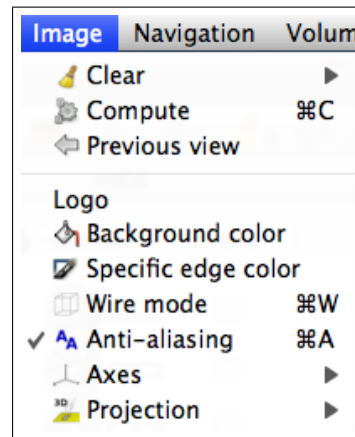 Image Navigation Volum
Clear
Compute ⌘C
Previous view
Logo
Background color
Specific edge color
Wire mode ⌘W
Anti-aliasing ⌘A
Axes
3D Projection